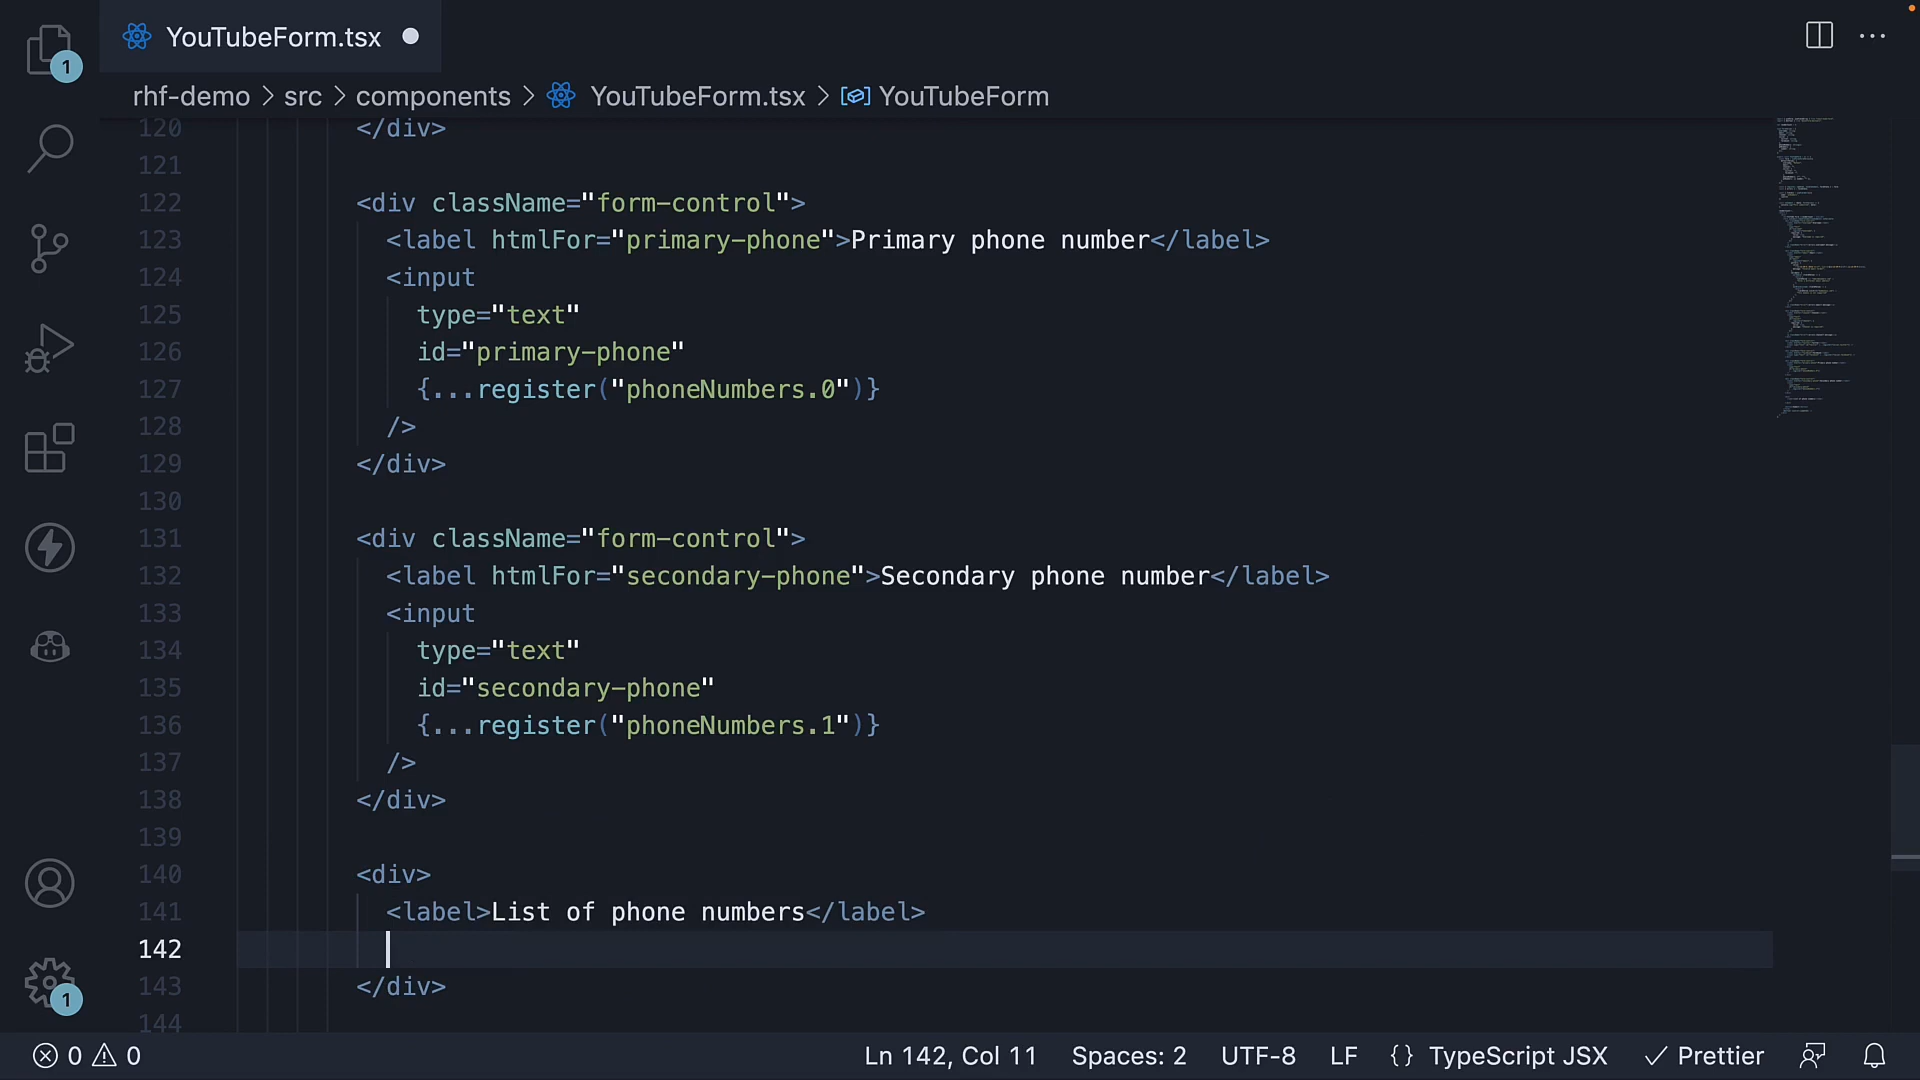 1
YouTubeForm.tsx
rhf-demo > src > components > YouTubeForm.tsx > YouTubeForm
120 </div>
121
122 <div className="form-control">
123 <label htmlFor="primary-phone">Primary phone number</label>
124 <input
125 type="text"
126 id="primary-phone"
127 {...register("phoneNumbers.0")}
128 />
129 </div>
130
131 <div className="form-control">
132 <label htmlFor="secondary-phone">Secondary phone number</label>
133 <input
134 type="text"
135 id="secondary-phone"
136 {...register("phoneNumbers.1")}
137 />
138 </div>
139
140 <div>
141 <label>List of phone numbers</label>
142
143 </div>
144
1
0 0 Ln 142, Col 11 Spaces: 2 UTF-8 LF {} TypeScript JSX Prettier